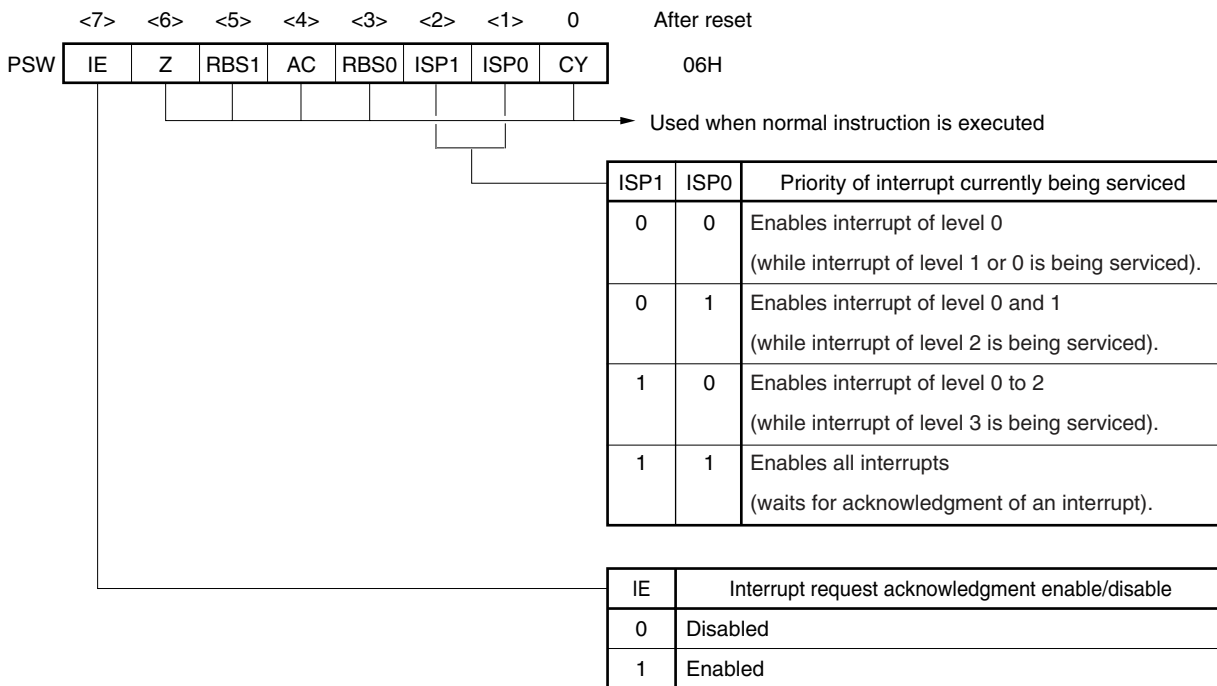 <7> <6> <5> <4> <3> <2> <1> 0 After reset
PSW IE Z RBS1 AC RBS0 ISP1 ISP0 CY 06H
Used when normal instruction is executed
ISP1 ISP0 Priority of interrupt currently being serviced
0 0 Enables interrupt of level 0
(while interrupt of level 1 or 0 is being serviced).
0 1 Enables interrupt of level 0 and 1
(while interrupt of level 2 is being serviced).
1 0 Enables interrupt of level 0 to 2
(while interrupt of level 3 is being serviced).
1 1 Enables all interrupts
(waits for acknowledgment of an interrupt).
IE Interrupt request acknowledgment enable/disable
0 Disabled
1 Enabled